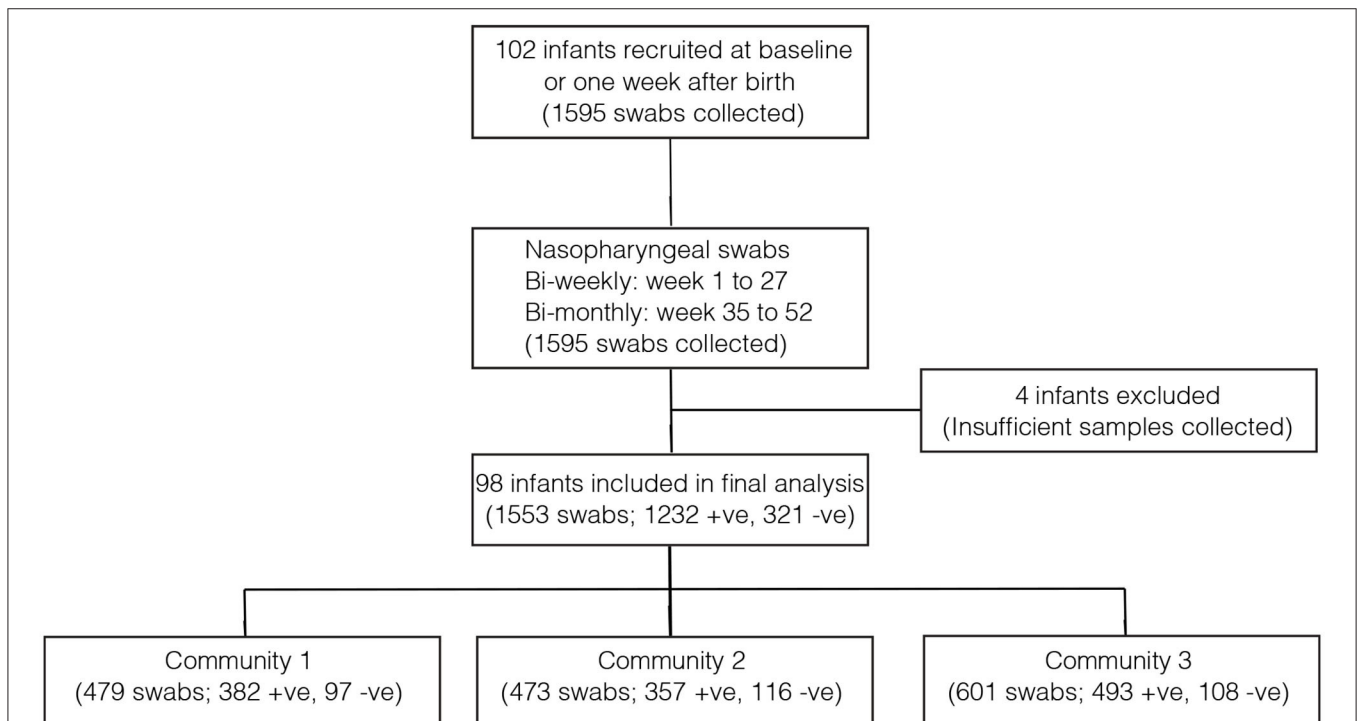 102 infants recruited at baseline
or one week after birth
(1595 swabs collected)
Nasopharyngeal swabs
Bi-weekly: week 1 to 27
Bi-monthly: week 35 to 52
(1595 swabs collected)
4 infants excluded
(Insufficient samples collected)
98 infants included in final analysis
(1553 swabs; 1232 +ve, 321 -ve)
Community 1
(479 swabs; 382 +ve, 97 -ve)
Community 2
(473 swabs; 357 +ve, 116 -ve)
Community 3
(601 swabs; 493 +ve, 108 -ve)